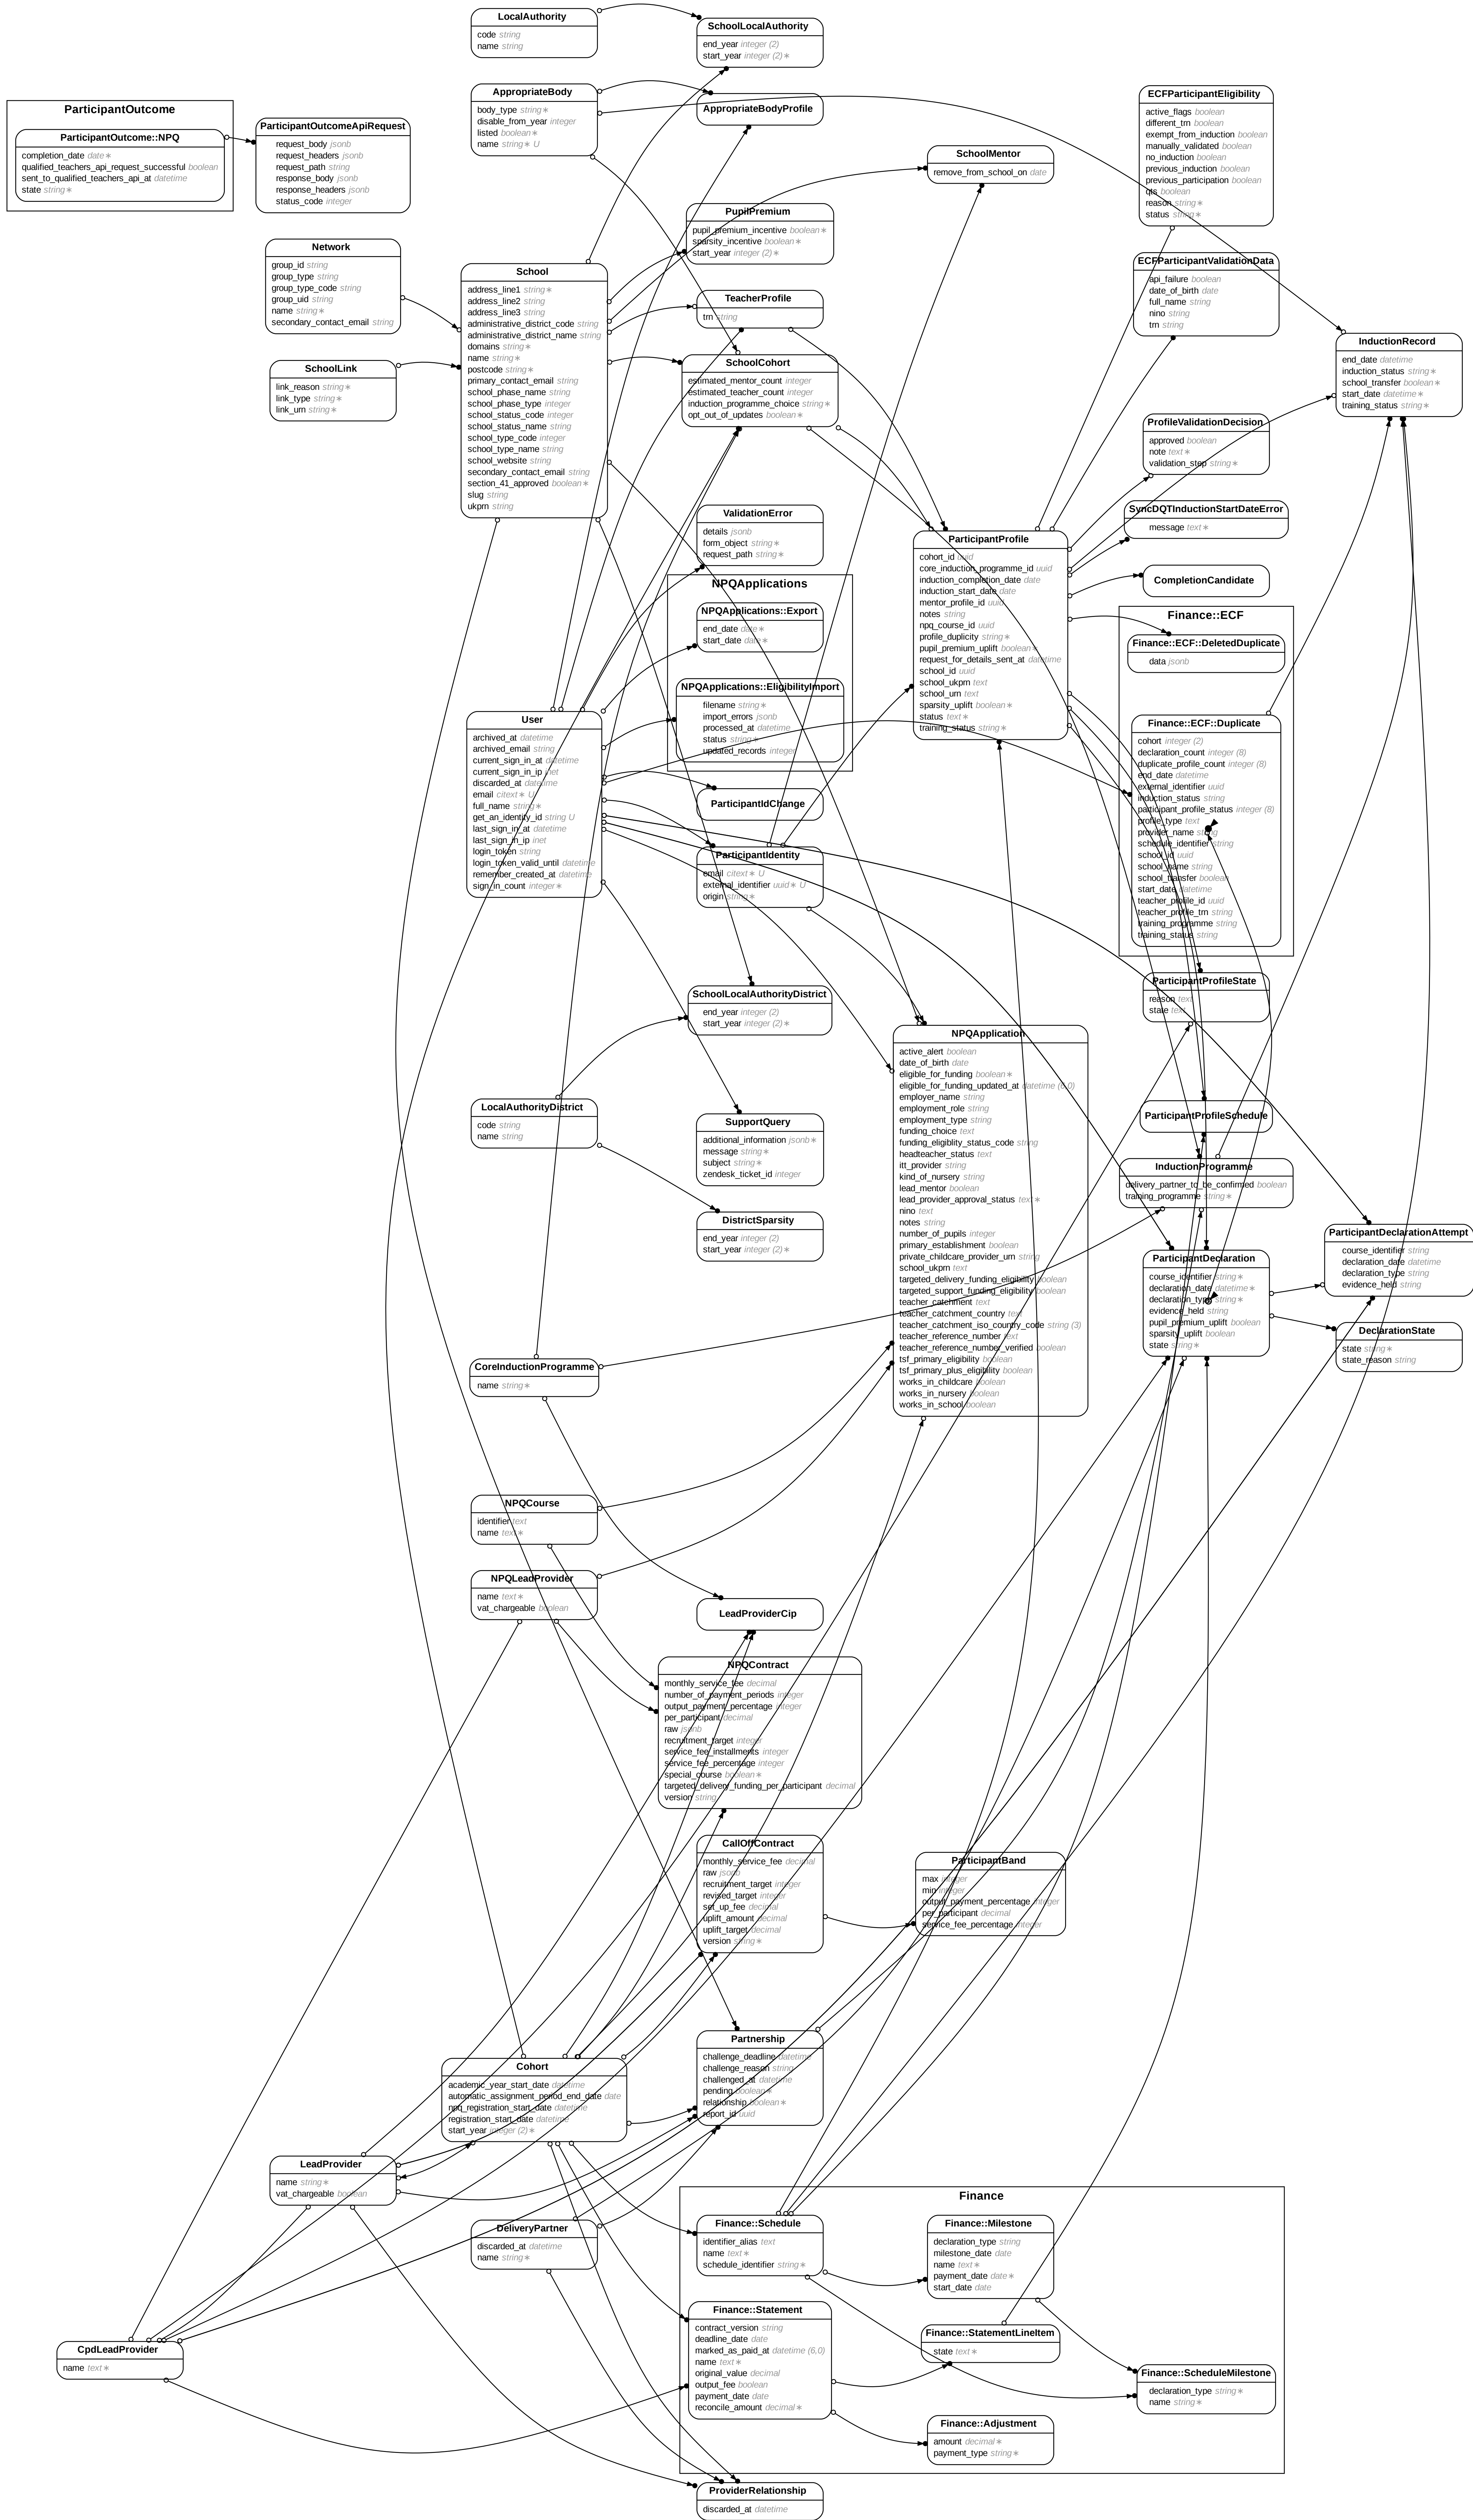 LocalAuthority
code string
name string
SchoolLocalAuthority
end_year integer (2)
start_year integer (2) ∗
AppropriateBody
body_type string ∗
disable_from_year integer
listed boolean ∗
name string ∗ U
AppropriateBodyProfile
ECFParticipantEligibility
active_flags boolean
different_trn boolean
exempt_from_induction boolean
manually_validated boolean
no_induction boolean
previous_induction boolean
previous_participation boolean
qts boolean
reason string ∗
status string ∗
ParticipantOutcome
ParticipantOutcome::NPQ
completion_date date ∗
qualified_teachers_api_request_successful boolean
sent_to_qualified_teachers_api_at datetime
state string ∗
ParticipantOutcomeApiRequest
request_body jsonb
request_headers jsonb
request_path string
response_body jsonb
response_headers jsonb
status_code integer
SchoolMentor
remove_from_school_on date
PupilPremium
pupil_premium_incentive boolean ∗
sparsity_incentive boolean ∗
start_year integer (2) ∗
Network
group_id string
group_type string
group_type_code string
group_uid string
name string ∗
secondary_contact_email string
School
address_line1 string ∗
address_line2 string
address_line3 string
administrative_district_code string
administrative_district_name string
domains string ∗
name string ∗
postcode string ∗
primary_contact_email string
school_phase_name string
school_phase_type integer
school_status_code integer
school_status_name string
school_type_code integer
school_type_name string
school_website string
secondary_contact_email string
section_41_approved boolean ∗
slug string
ukprn string
ECFParticipantValidationData
api_failure boolean
date_of_birth date
full_name string
nino string
trn string
TeacherProfile
trn string
InductionRecord
end_date datetime
induction_status string ∗
school_transfer boolean ∗
start_date datetime ∗
training_status string ∗
SchoolLink
link_reason string ∗
link_type string ∗
link_urn string ∗
SchoolCohort
estimated_mentor_count integer
estimated_teacher_count integer
induction_programme_choice string ∗
opt_out_of_updates boolean ∗
ProfileValidationDecision
approved boolean
note text ∗
validation_step string ∗
SyncDQTInductionStartDateError
message text ∗
ValidationError
details jsonb
form_object string ∗
request_path string ∗
ParticipantProfile
cohort_id uuid
core_induction_programme_id uuid
induction_completion_date date
induction_start_date date
mentor_profile_id uuid
notes string
npq_course_id uuid
profile_duplicity string ∗
pupil_premium_uplift boolean ∗
request_for_details_sent_at datetime
school_id uuid
school_ukprn text
school_urn text
sparsity_uplift boolean ∗
status text ∗
training_status string ∗
CompletionCandidate
NPQApplications
NPQApplications::Export
end_date date ∗
start_date date ∗
NPQApplications::EligibilityImport
filename string ∗
import_errors jsonb
processed_at datetime
status string ∗
updated_records integer
Finance::ECF
Finance::ECF::DeletedDuplicate
data jsonb
Finance::ECF::Duplicate
cohort integer (2)
declaration_count integer (8)
duplicate_profile_count integer (8)
end_date datetime
external_identifier uuid
induction_status string
participant_profile_status integer (8)
profile_type text
provider_name string
schedule_identifier string
school_id uuid
school_name string
school_transfer boolean
start_date datetime
teacher_profile_id uuid
teacher_profile_trn string
training_programme string
training_status string
User
archived_at datetime
archived_email string
current_sign_in_at datetime
current_sign_in_ip inet
discarded_at datetime
email citext ∗ U
full_name string ∗
get_an_identity_id string U
last_sign_in_at datetime
last_sign_in_ip inet
login_token string
login_token_valid_until datetime
remember_created_at datetime
sign_in_count integer ∗
ParticipantIdChange
ParticipantIdentity
email citext ∗ U
external_identifier uuid ∗ U
origin string ∗
ParticipantProfileState
reason text
state text
SchoolLocalAuthorityDistrict
end_year integer (2)
start_year integer (2) ∗
NPQApplication
active_alert boolean
date_of_birth date
eligible_for_funding boolean ∗
eligible_for_funding_updated_at datetime (6,0)
employer_name string
employment_role string
employment_type string
funding_choice text
funding_eligiblity_status_code string
headteacher_status text
itt_provider string
kind_of_nursery string
lead_mentor boolean
lead_provider_approval_status text ∗
nino text
notes string
number_of_pupils integer
primary_establishment boolean
private_childcare_provider_urn string
school_ukprn text
targeted_delivery_funding_eligibility boolean
targeted_support_funding_eligibility boolean
teacher_catchment text
teacher_catchment_country text
teacher_catchment_iso_country_code string (3)
teacher_reference_number text
teacher_reference_number_verified boolean
tsf_primary_eligibility boolean
tsf_primary_plus_eligibility boolean
works_in_childcare boolean
works_in_nursery boolean
works_in_school boolean
LocalAuthorityDistrict
code string
name string
SupportQuery
additional_information jsonb ∗
message string ∗
subject string ∗
zendesk_ticket_id integer
ParticipantProfileSchedule
InductionProgramme
delivery_partner_to_be_confirmed boolean
training_programme string ∗
DistrictSparsity
end_year integer (2)
start_year integer (2) ∗
ParticipantDeclaration
course_identifier string ∗
declaration_date datetime ∗
declaration_type string ∗
evidence_held string
pupil_premium_uplift boolean
sparsity_uplift boolean
state string ∗
ParticipantDeclarationAttempt
course_identifier string
declaration_date datetime
declaration_type string
evidence_held string
DeclarationState
state string ∗
state_reason string
CoreInductionProgramme
name string ∗
NPQCourse
identifier text
name text ∗
NPQLeadProvider
name text ∗
vat_chargeable boolean
LeadProviderCip
NPQContract
monthly_service_fee decimal
number_of_payment_periods integer
output_payment_percentage integer
per_participant decimal
raw jsonb
recruitment_target integer
service_fee_installments integer
service_fee_percentage integer
special_course boolean ∗
targeted_delivery_funding_per_participant decimal
version string
CallOffContract
monthly_service_fee decimal
raw jsonb
recruitment_target integer
revised_target integer
set_up_fee decimal
uplift_amount decimal
uplift_target decimal
version string ∗
ParticipantBand
max integer
min integer
output_payment_percentage integer
per_participant decimal
service_fee_percentage integer
Partnership
challenge_deadline datetime
challenge_reason string
challenged_at datetime
pending boolean ∗
relationship boolean ∗
report_id uuid
Cohort
academic_year_start_date datetime
automatic_assignment_period_end_date date
npq_registration_start_date datetime
registration_start_date datetime
start_year integer (2) ∗
LeadProvider
name string ∗
vat_chargeable boolean
DeliveryPartner
discarded_at datetime
name string ∗
Finance
Finance::Schedule
identifier_alias text
name text ∗
schedule_identifier string ∗
Finance::Milestone
declaration_type string
milestone_date date
name text ∗
payment_date date ∗
start_date date
Finance::Statement
contract_version string
deadline_date date
marked_as_paid_at datetime (6,0)
name text ∗
original_value decimal
output_fee boolean
payment_date date
reconcile_amount decimal ∗
Finance::StatementLineItem
state text ∗
Finance::ScheduleMilestone
declaration_type string ∗
name string ∗
Finance::Adjustment
amount decimal ∗
payment_type string ∗
CpdLeadProvider
name text ∗
ProviderRelationship
discarded_at datetime